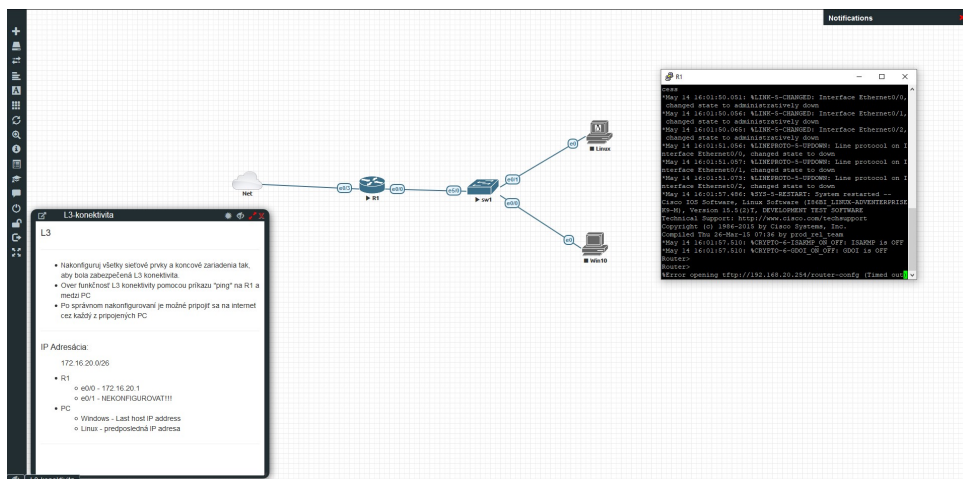 Notifications
L3-konektivita
L3
• Nakonfiguruj všetky sieťové prvky a koncové zariadenia tak,
aby bola zabezpečená L3 konektivita.
• Over funkčnosť L3 konektivity pomocou príkazu "ping" na R1 a
medzi PC
• Po správnom nakonfigurovaní je možné pripojiť sa na internet
cez každý z pripojených PC
IP Adresácia:
172.16.20.0/26
• R1
e0/0 - 172.16.20.1
e0/1 - NEKONFIGUROVAT!!!
• PC
Windows - Last host IP address
Linux - predposledná IP adresa
Net
e0/3
R1
e0/0
e5/0
sw1
e0/1
e0/0
e0
Linux
e0
Win10
R1
cess
*May 14 16:01:50.051: %LINK-5-CHANGED: Interface Ethernet0/0,
changed state to administratively down
*May 14 16:01:50.056: %LINK-5-CHANGED: Interface Ethernet0/1,
changed state to administratively down
*May 14 16:01:50.065: %LINK-5-CHANGED: Interface Ethernet0/2,
changed state to administratively down
*May 14 16:01:51.056: %LINEPROTO-5-UPDOWN: Line protocol on I
nterface Ethernet0/0, changed state to down
*May 14 16:01:51.057: %LINEPROTO-5-UPDOWN: Line protocol on I
nterface Ethernet0/1, changed state to down
*May 14 16:01:51.073: %LINEPROTO-5-UPDOWN: Line protocol on I
nterface Ethernet0/2, changed state to down
*May 14 16:01:57.486: %SYS-5-RESTART: System restarted --
Cisco IOS Software, Linux Software (I86BI_LINUX-ADVENTERPRISE
K9-M), Version 15.5(2)T, DEVELOPMENT TEST SOFTWARE
Technical Support: http://www.cisco.com/techsupport
Copyright (c) 1986-2015 by Cisco Systems, Inc.
Compiled Thu 26-Mar-15 07:36 by prod_rel_team
*May 14 16:01:57.510: %CRYPTO-6-ISAKMP_ON_OFF: ISAKMP is OFF
*May 14 16:01:57.510: %CRYPTO-6-GDOI_ON_OFF: GDOI is OFF
Router>
Router>
%Error opening tftp://192.168.20.254/router-confg (Timed out)